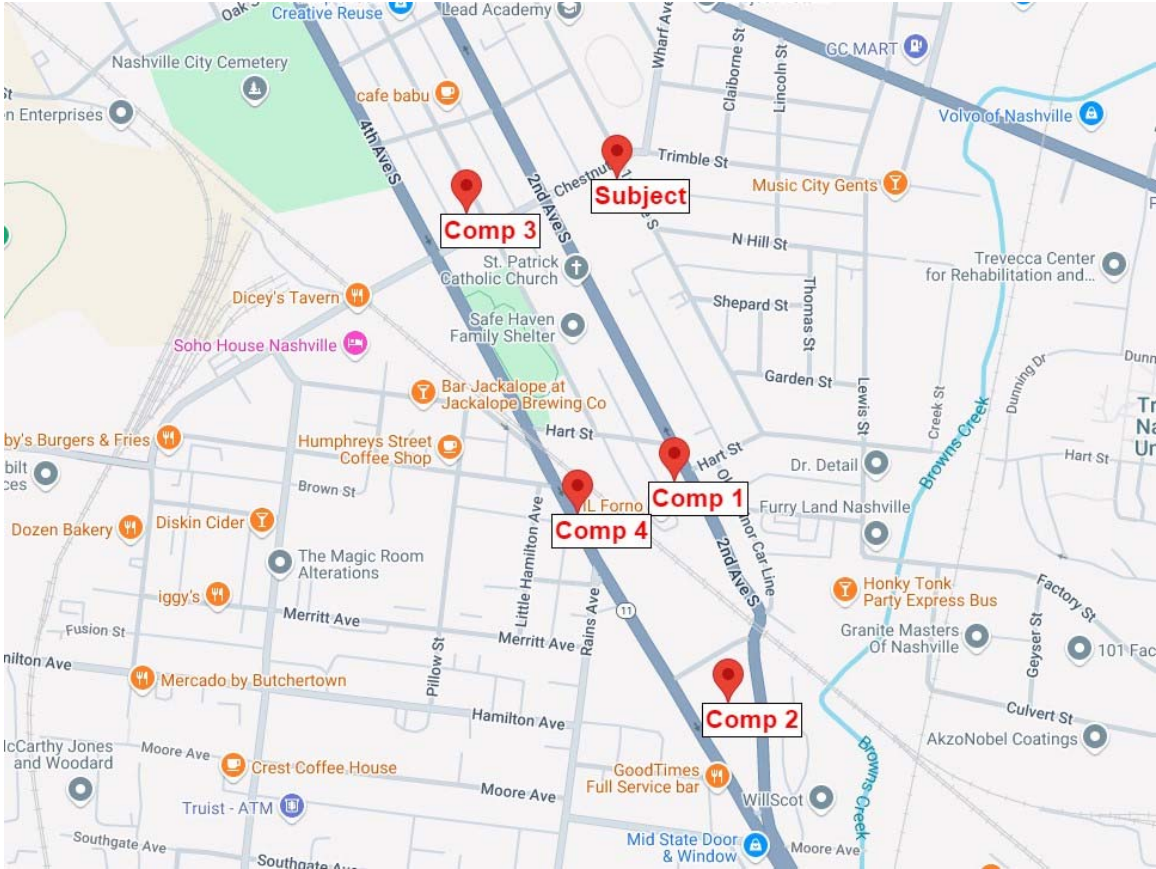 Oak
Creative Reuse
Lead Academy
Wharf Ave
Claiborne St
Lincoln St
GC MART
Nashville City Cemetery
cafe babu
Volvo of Nashville
en Enterprises
St
4th Ave S
2nd Ave S
Chestnut
Trimble St
Subject
Music City Gents
Comp 3
N Hill St
St. Patrick
Catholic Church
Trevecca Center
for Rehabilitation and...
Thomas St
Dicey's Tavern
Shepard St
Safe Haven
Family Shelter
Soho House Nashville
Dunning Dr
Dunn
Garden St
Lewis St
Creek St
Browns Creek
Bar Jackalope at
Jackalope Brewing Co
Hart St
Hart St
Hart St
by's Burgers & Fries
Humphreys Street
Coffee Shop
Dr. Detail
Brown St
Comp 1
IL Forno
Furry Land Nashville
Comp 4
Dozen Bakery
Diskin Cider
Little Hamilton Ave
2nd Ave S
Car Line
The Magic Room
Alterations
Honky Tonk
Party Express Bus
Factory St
iggy's
Merritt Ave
Merritt Ave
Rains Ave
11
Granite Masters
Of Nashville
Geyser St
101 Fac
Fusion St
Pillow St
Mercado by Butchertown
Comp 2
Hamilton Ave
Culvert St
AkzoNobel Coatings
McCarthy Jones
and Woodard
Moore Ave
Crest Coffee House
Moore Ave
GoodTimes
Full Service bar
Browns Creek
Truist - ATM
WillScot
Southgate Ave
Southgate Ave
Mid State Door
& Window
Moore Ave